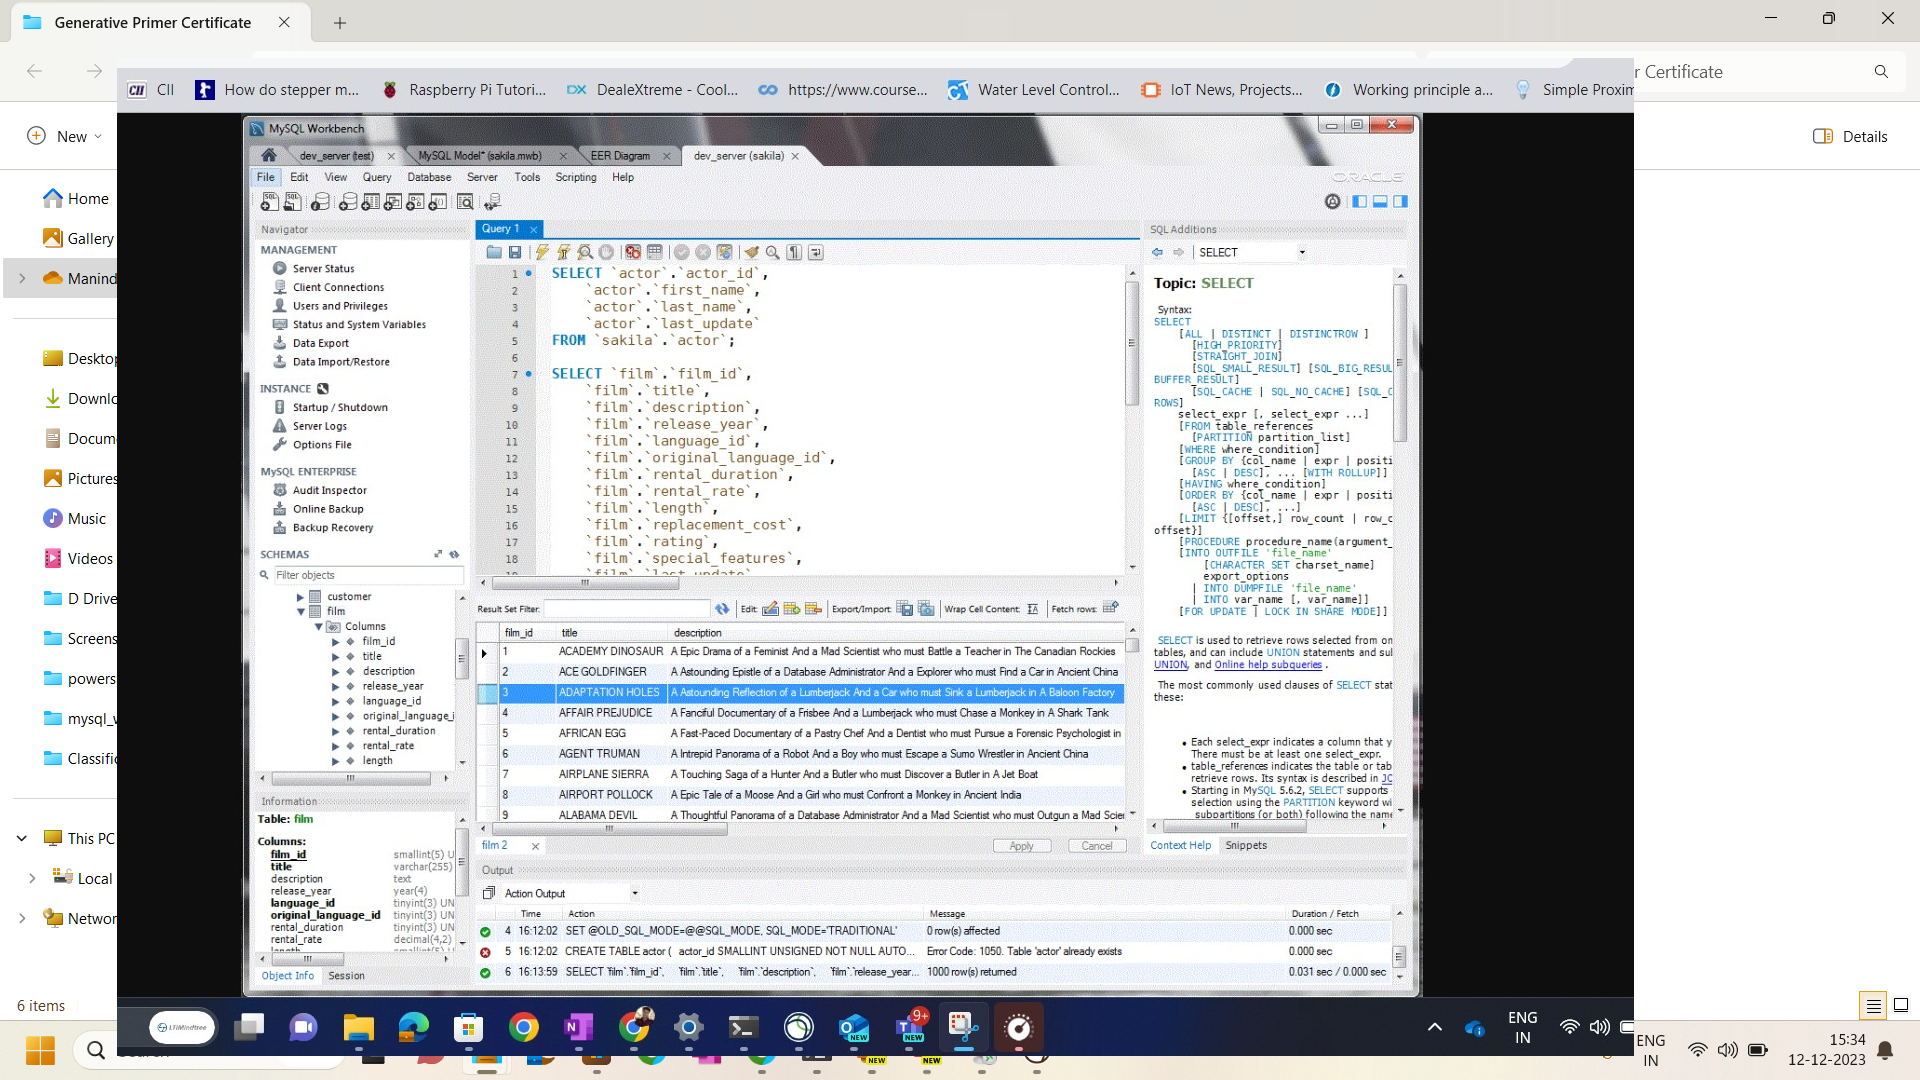 Generative Primer Certificate
r Certificate
CII
How do stepper m...
Raspberry Pi Tutori...
DX
DealeXtreme - Cool...
https://www.course...
Water Level Control...
IoT News, Projects...
Working principle a...
Simple Proxim
New
Details
Home
Gallery
Manind
Desktop
Downlo
Docum
Pictures
Music
Videos
D Drive
Screens
powers
mysql_w
Classific
This PC
Local
Networ
6 items
MySQL Workbench
dev_server (test)
MySQL Model* (sakila.mwb)
EER Diagram
dev_server (sakila)
File Edit View Query Database Server Tools Scripting Help
ORACLE
Navigator
MANAGEMENT
Server Status
Client Connections
Users and Privileges
Status and System Variables
Data Export
Data Import/Restore
INSTANCE
Startup / Shutdown
Server Logs
Options File
MySQL ENTERPRISE
Audit Inspector
Online Backup
Backup Recovery
SCHEMAS
Filter objects
customer
film
Columns
film_id
title
description
release_year
language_id
original_language_i
rental_duration
rental_rate
length
Information
Table: film
Columns:
film_id smallint(5) U
title varchar(255)
description text
release_year year(4)
language_id tinyint(3) UN
original_language_id tinyint(3) UN
rental_duration tinyint(3) UN
rental_rate decimal(4,2)
Object Info Session
Query 1
1 SELECT `actor`.`actor_id`,
2 `actor`.`first_name`,
3 `actor`.`last_name`,
4 `actor`.`last_update`
5 FROM `sakila`.`actor`;
6
7 SELECT `film`.`film_id`,
8 `film`.`title`,
9 `film`.`description`,
10 `film`.`release_year`,
11 `film`.`language_id`,
12 `film`.`original_language_id`,
13 `film`.`rental_duration`,
14 `film`.`rental_rate`,
15 `film`.`length`,
16 `film`.`replacement_cost`,
17 `film`.`rating`,
18 `film`.`special_features`,
`film`.`last_update`
Result Set Filter:
Edit:
Export/Import:
Wrap Cell Content:
Fetch rows:
film_id title description
1 ACADEMY DINOSAUR A Epic Drama of a Feminist And a Mad Scientist who must Battle a Teacher in The Canadian Rockies
2 ACE GOLDFINGER A Astounding Epistle of a Database Administrator And a Explorer who must Find a Car in Ancient China
3 ADAPTATION HOLES A Astounding Reflection of a Lumberjack And a Car who must Sink a Lumberjack in A Baloon Factory
4 AFFAIR PREJUDICE A Fanciful Documentary of a Frisbee And a Lumberjack who must Chase a Monkey in A Shark Tank
5 AFRICAN EGG A Fast-Paced Documentary of a Pastry Chef And a Dentist who must Pursue a Forensic Psychologist in
6 AGENT TRUMAN A Intrepid Panorama of a Robot And a Boy who must Escape a Sumo Wrestler in Ancient China
7 AIRPLANE SIERRA A Touching Saga of a Hunter And a Butler who must Discover a Butler in A Jet Boat
8 AIRPORT POLLOCK A Epic Tale of a Moose And a Girl who must Confront a Monkey in Ancient India
9 ALABAMA DEVIL A Thoughtful Panorama of a Database Administrator And a Mad Scientist who must Outgun a Mad Scie
film 2
Apply
Cancel
Output
Action Output
Time Action Message Duration / Fetch
4 16:12:02 SET @OLD_SQL_MODE=@@SQL_MODE, SQL_MODE='TRADITIONAL' 0 row(s) affected 0.000 sec
5 16:12:02 CREATE TABLE actor ( actor_id SMALLINT UNSIGNED NOT NULL AUTO... Error Code: 1050. Table 'actor' already exists 0.000 sec
6 16:13:59 SELECT `film`.`film_id`, `film`.`title`, `film`.`description`, `film`.`release_year... 1000 row(s) returned 0.031 sec / 0.000 sec
SQL Additions
SELECT
Topic: SELECT
Syntax:
SELECT
[ALL | DISTINCT | DISTINCTROW ]
[HIGH_PRIORITY]
[STRAIGHT_JOIN]
[SQL_SMALL_RESULT] [SQL_BIG_RESUL
BUFFER_RESULT]
[SQL_CACHE | SQL_NO_CACHE] [SQL_C
ROWS]
select_expr [, select_expr ...]
[FROM table_references
[PARTITION partition_list]
[WHERE where_condition]
[GROUP BY {col_name | expr | positi
[ASC | DESC], ... [WITH ROLLUP]]
[HAVING where_condition]
[ORDER BY {col_name | expr | positi
[ASC | DESC], ...]
[LIMIT {[offset,] row_count | row_c
offset}]
[PROCEDURE procedure_name(argument_
[INTO OUTFILE 'file_name'
[CHARACTER SET charset_name]
export_options
| INTO DUMPFILE 'file_name'
| INTO var_name [, var_name]]
[FOR UPDATE | LOCK IN SHARE MODE]]
SELECT is used to retrieve rows selected from on
tables, and can include UNION statements and sul
UNION, and Online help subqueries .
The most commonly used clauses of SELECT stat
these:
Each select_expr indicates a column that y
There must be at least one select_expr.
table_references indicates the table or tab
retrieve rows. Its syntax is described in JO
Starting in MySQL 5.6.2, SELECT supports
selection using the PARTITION keyword wi
subpartitions (or both) following the name
Context Help Snippets
LTIMindtree
NEW
NEW
9+
ENG
IN
ENG
IN
15:34
12-12-2023
NEW
NEW